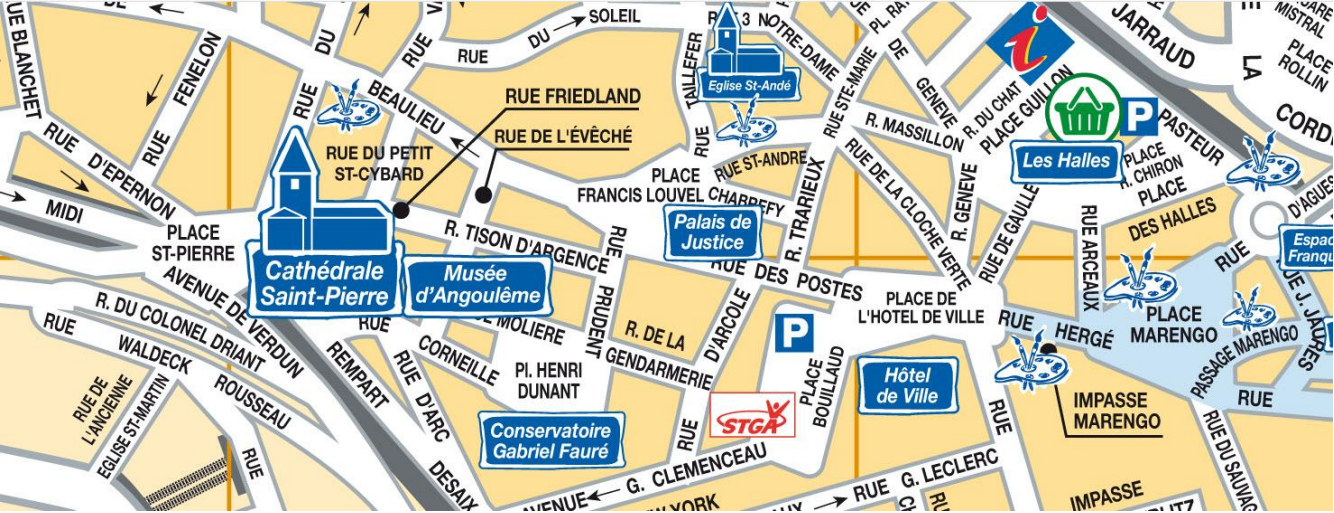 RUE BLANCHET
DE
FENELON
RUE
RUE
DU
BEAULIEU
RUE
RUE
DU
SOLEIL
RUE FRIEDLAND
RUE DE L'ÉVÊCHÉ
RUE DU PETIT
ST-CYBARD
RUE
D'EPERNON
MIDI
PLACE
ST-PIERRE
Cathédrale
Saint-Pierre
Musée
d'Angoulême
R. TISON D'ARGENCE
RUE
PRUDENT
TAILLEFER
RUE
3
NOTRE-DAME
Eglise St-Andé
RUE ST-ANDRE
PLACE
FRANCIS LOUVEL
CHABREFY
Palais de
Justice
R. TRARIEUX
RUE STE-MARIE
PL.
DE
GENEVE
R. MASSILLON
R. DU CHAT
PLACE GUILLON
i
P
Les Halles
PASTEUR
JARRAUD
LA
MISTRAL
PLACE
ROLLIN
PLACE
R. CHIRON
PLACE
DES HALLES
RUE DE LA CLOCHE VERTE
R. GENEVE
RUE DE GAULLE
RUE ARCEAUX
RUE
RUE DES POSTES
PLACE DE
L'HOTEL DE VILLE
RUE
HERGÉ
PLACE
MARENGO
PASSAGE MARENGO
RUE
RUE DU
IMPASSE
MARENGO
Hôtel
de Ville
P
PLACE
BOUILLAUD
STGA
RUE
D'ARCOLE
R. DE LA
GENDARMERIE
MOLIERE
PI. HENRI
DUNANT
Conservatoire
Gabriel Fauré
RUE
CORNEILLE
RUE D'ARC
REMPART
DESAIX
AVENUE DE VERDUN
R. DU COLONEL DRIANT
RUE
WALDECK
ROUSSEAU
RUE DE
L'ANCIENNE
EGLISE ST-MARTIN
RUE
AVENUE
G. CLEMENCEAU
YORK
RUE G. LECLERC
RUE
IMPASSE